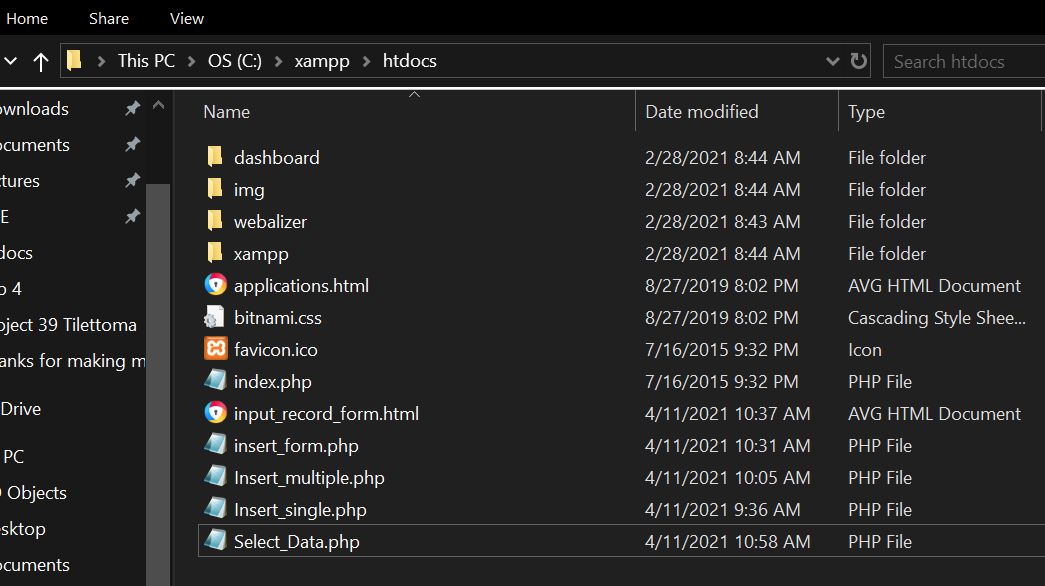 Home Share View
This PC OS (C:) xampp htdocs Search htdocs
Name Date modified Type
ownloads
ocuments
ctures
E
docs
o 4
oject 39 Tilettoma
anks for making m
Drive
PC
Objects
esktop
ocuments
dashboard 2/28/2021 8:44 AM File folder
img 2/28/2021 8:44 AM File folder
webalizer 2/28/2021 8:43 AM File folder
xampp 2/28/2021 8:44 AM File folder
applications.html 8/27/2019 8:02 PM AVG HTML Document
bitnami.css 8/27/2019 8:02 PM Cascading Style Shee...
favicon.ico 7/16/2015 9:32 PM Icon
index.php 7/16/2015 9:32 PM PHP File
input_record_form.html 4/11/2021 10:37 AM AVG HTML Document
insert_form.php 4/11/2021 10:31 AM PHP File
Insert_multiple.php 4/11/2021 10:05 AM PHP File
Insert_single.php 4/11/2021 9:36 AM PHP File
Select_Data.php 4/11/2021 10:58 AM PHP File